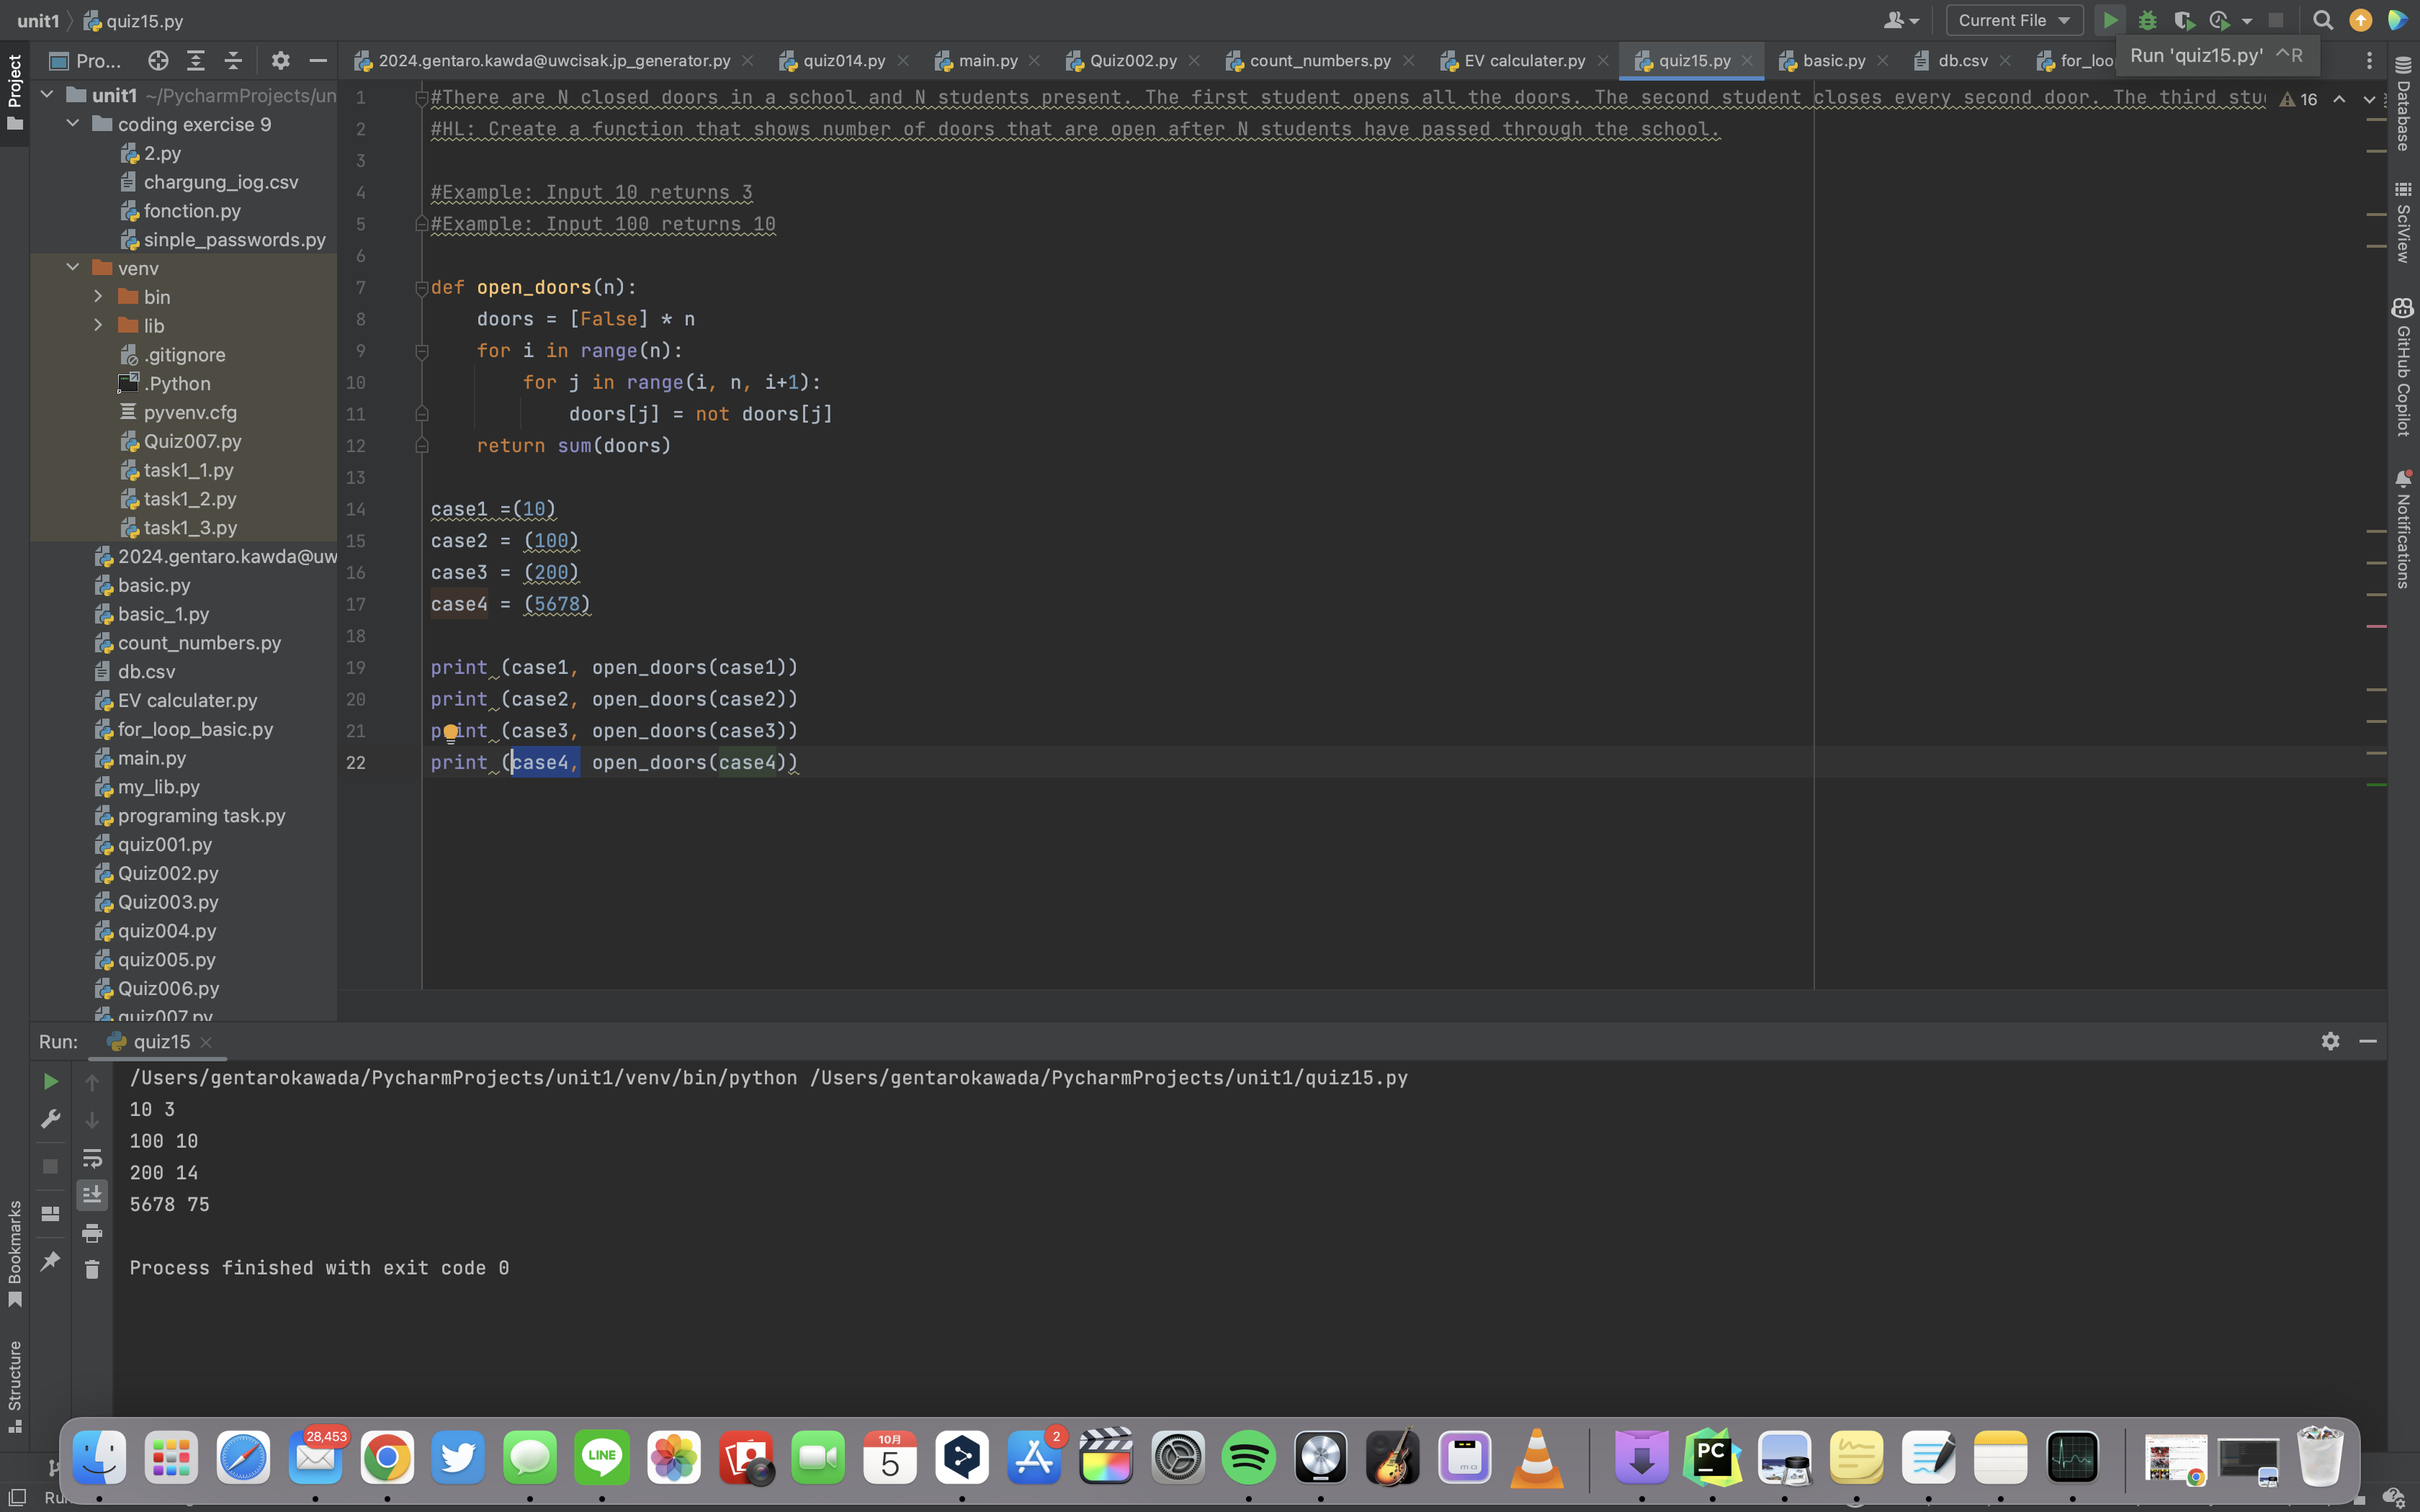 unit1 quiz15.py
Current File
Pro...
2024.gentaro.kawda@uwcisak.jp_generator.py
quiz014.py
main.py
Quiz002.py
count_numbers.py
EV calculater.py
quiz15.py
basic.py
db.csv
for_loo
Run 'quiz15.py' ^R
Project
unit1 ~/PycharmProjects/un
coding exercise 9
2.py
chargung_iog.csv
fonction.py
sinple_passwords.py
venv
bin
lib
.gitignore
.Python
pyvenv.cfg
Quiz007.py
task1_1.py
task1_2.py
task1_3.py
2024.gentaro.kawda@uw
basic.py
basic_1.py
count_numbers.py
db.csv
EV calculater.py
for_loop_basic.py
main.py
my_lib.py
programing task.py
quiz001.py
Quiz002.py
Quiz003.py
quiz004.py
quiz005.py
Quiz006.py
quiz007.py
1 #There are N closed doors in a school and N students present. The first student opens all the doors. The second student closes every second door. The third stu
16
2 #HL: Create a function that shows number of doors that are open after N students have passed through the school.
3
4 #Example: Input 10 returns 3
5 #Example: Input 100 returns 10
6
7 def open_doors(n):
8 doors = [False] * n
9 for i in range(n):
10 for j in range(i, n, i+1):
11 doors[j] = not doors[j]
12 return sum(doors)
13
14 case1 =(10)
15 case2 = (100)
16 case3 = (200)
17 case4 = (5678)
18
19 print (case1, open_doors(case1))
20 print (case2, open_doors(case2))
21 print (case3, open_doors(case3))
22 print (case4, open_doors(case4))
Database
SciView
GitHub Copilot
Notifications
Run: quiz15
/Users/gentarokawada/PycharmProjects/unit1/venv/bin/python /Users/gentarokawada/PycharmProjects/unit1/quiz15.py
10 3
100 10
200 14
5678 75
Process finished with exit code 0
Bookmarks
Structure
28,453
LINE
10月
5
2
PC
Ru